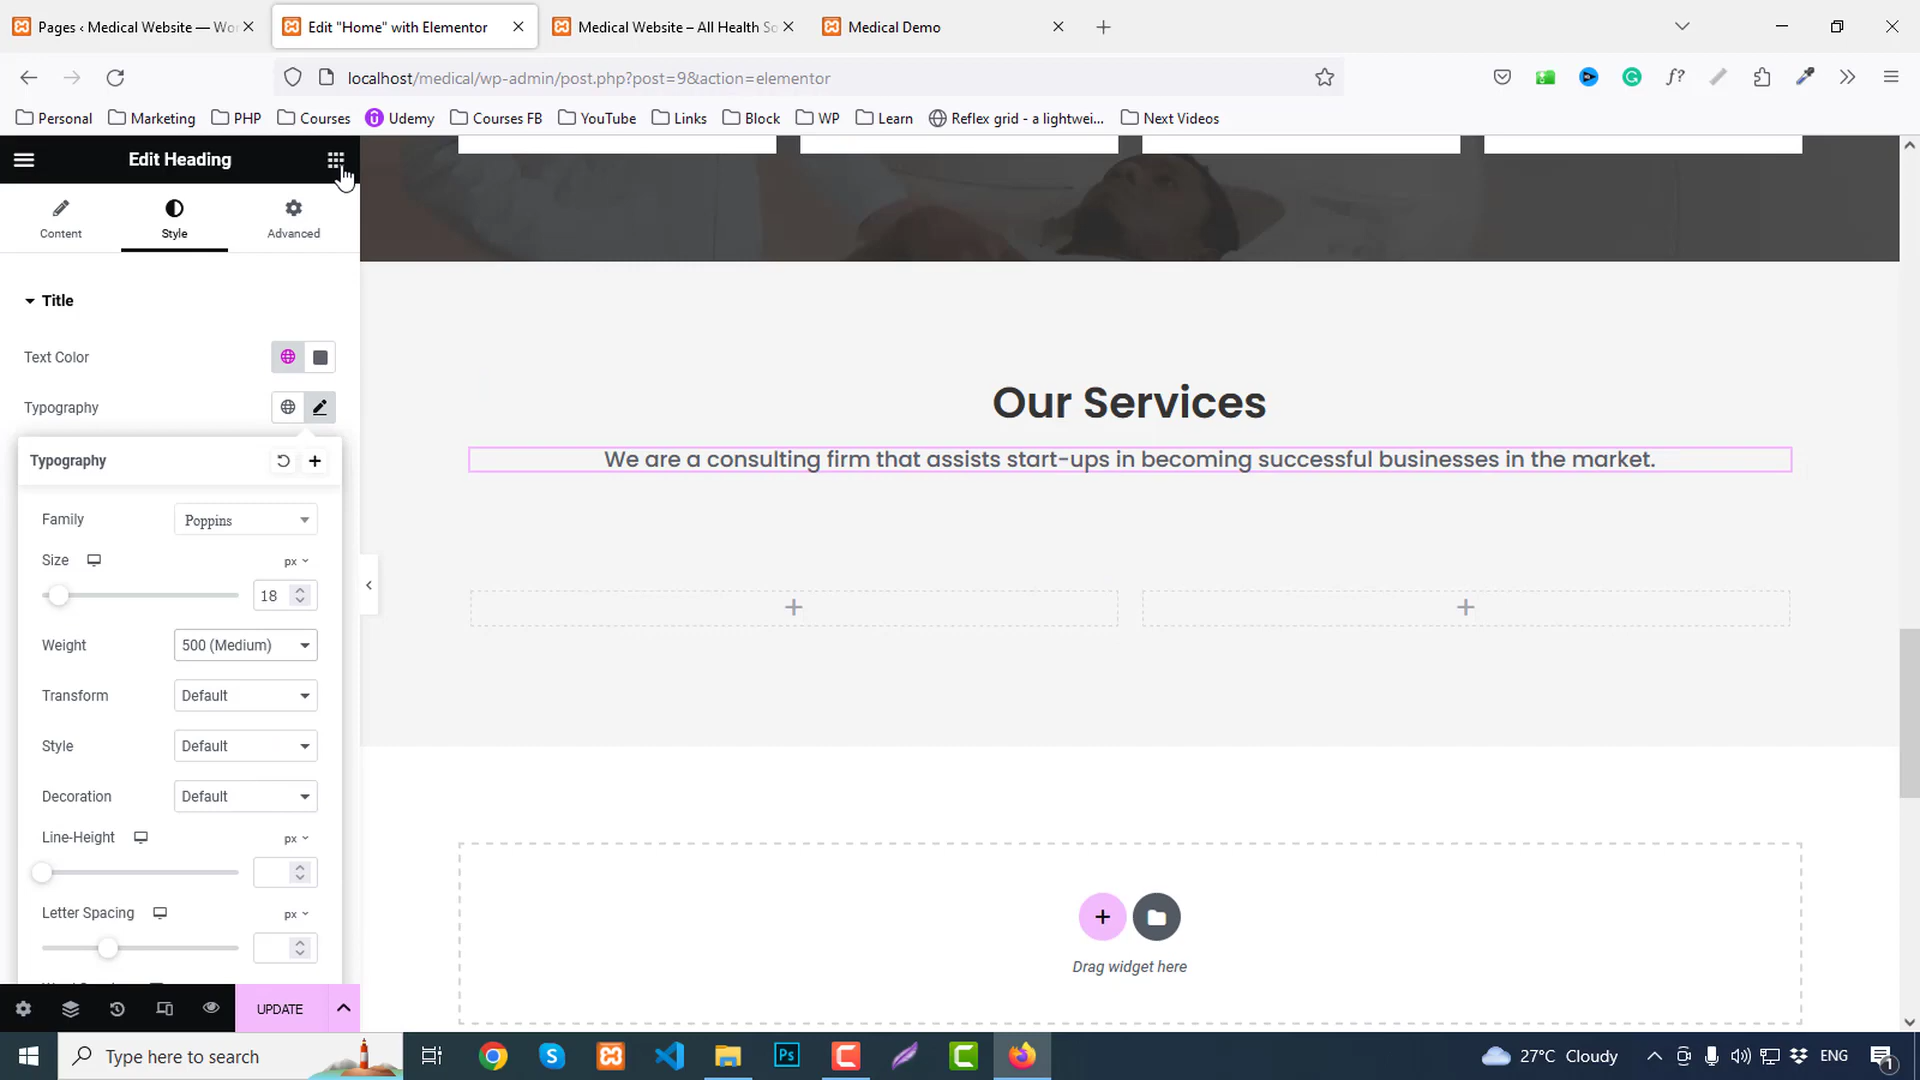 Pages ‹ Medical Website — Wo
Edit "Home" with Elementor
Medical Website – All Health So
Medical Demo
localhost/medical/wp-admin/post.php?post=9&action=elementor
Personal
Marketing
PHP
Courses
Udemy
Courses FB
YouTube
Links
Block
WP
Learn
Reflex grid - a lightwei...
Next Videos
Edit Heading
Content
Style
Advanced
Title
Text Color
Typography
Typography
Family
Poppins
Size
px
18
Weight
500 (Medium)
Transform
Default
Style
Default
Decoration
Default
Line-Height
px
Letter Spacing
px
UPDATE
Our Services
We are a consulting firm that assists start-ups in becoming successful businesses in the market.
Drag widget here
Type here to search
27°C Cloudy
ENG
1